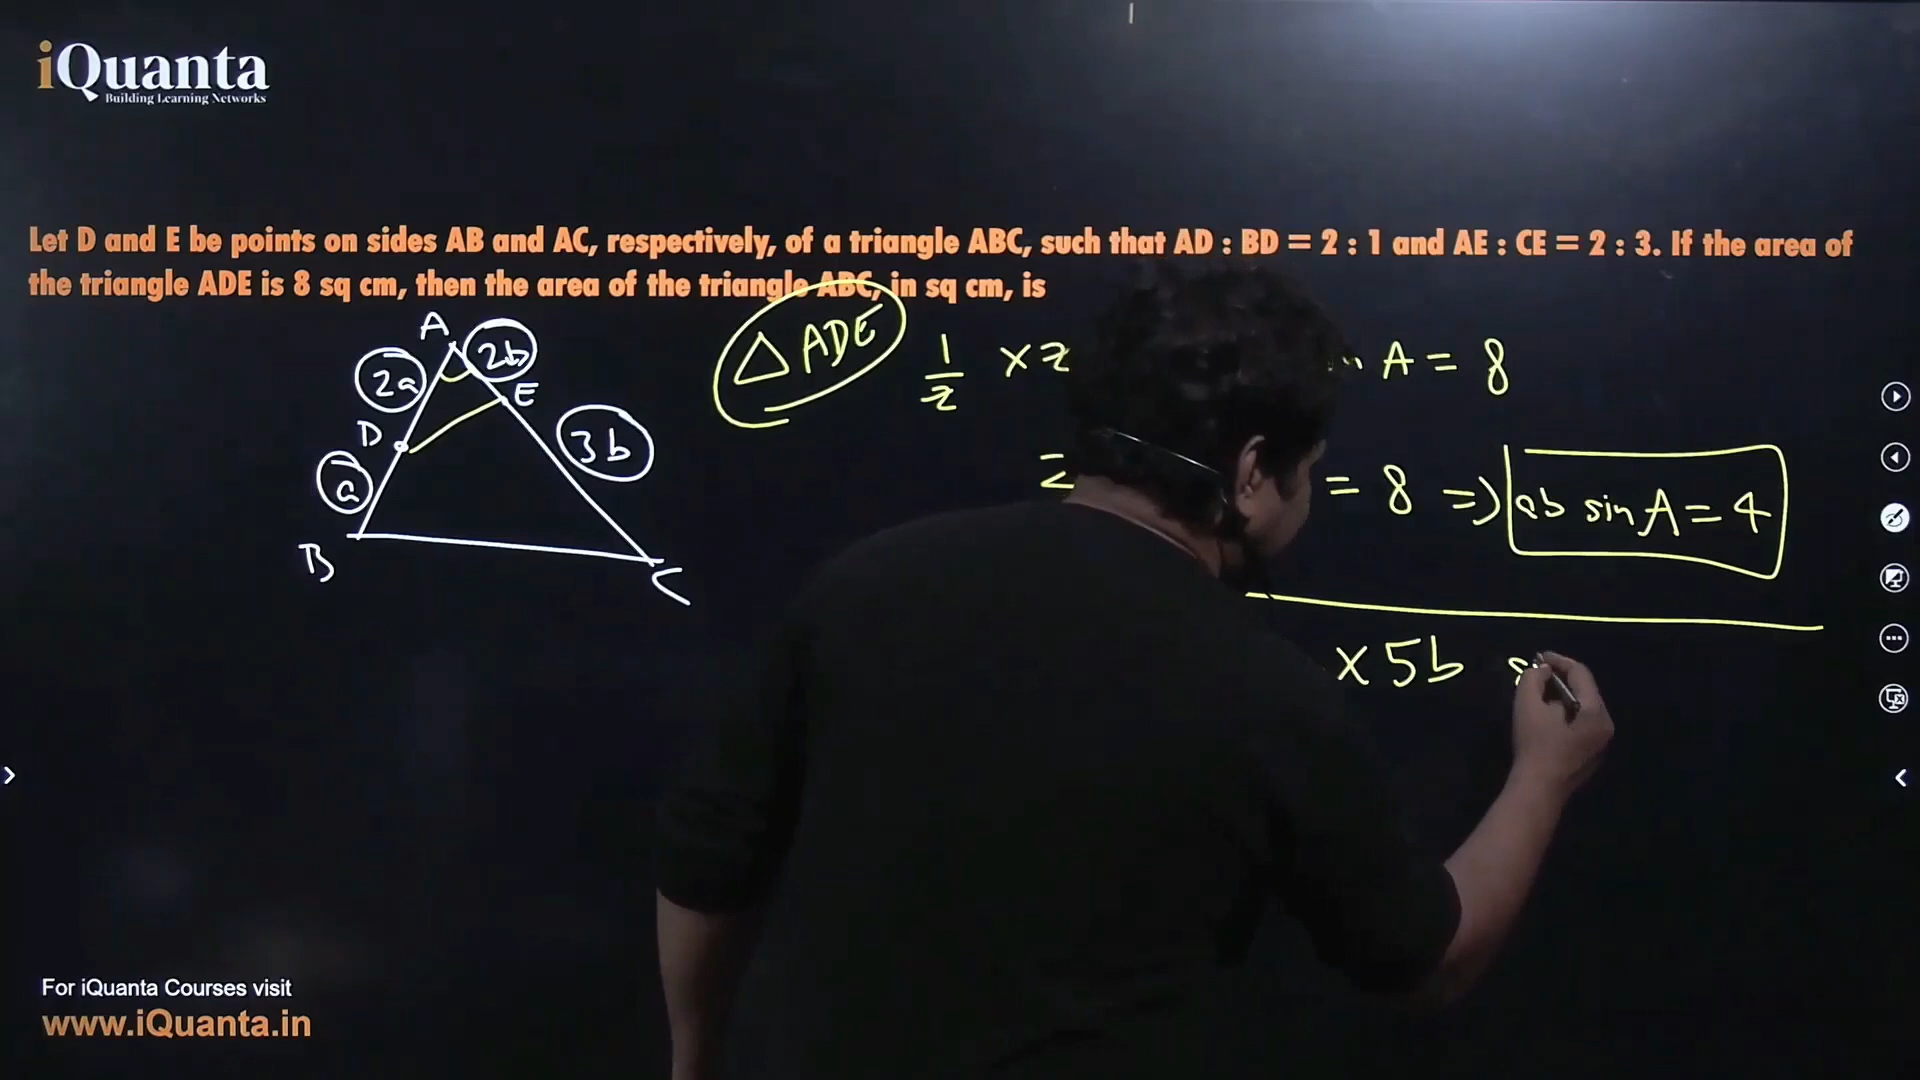 iQuanta
Building Learning Networks
Let D and E be points on sides AB and AC, respectively, of a triangle ABC, such that AD : BD = 2 : 1 and AE : CE = 2 : 3. If the area of
the triangle ADE is 8 sq cm, then the area of the triangle ABC, in sq cm, is
A
2a
2b
E
D
3b
a
B
C
△ ADE
1/2 × 2 A = 8
2 = 8 => ab sin A = 4
× 5b
For iQuanta Courses visit
www.iQuanta.in